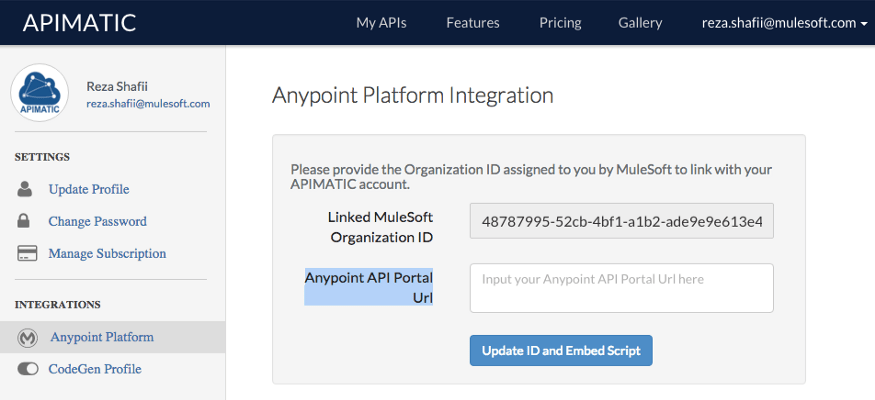 APIMATIC
My APIs
Features
Pricing
Gallery
reza.shafii@mulesoft.com
APIMATIC
Reza Shafii
reza.shafii@mulesoft.com
SETTINGS
Update Profile
Change Password
Manage Subscription
INTEGRATIONS
Anypoint Platform
CodeGen Profile
Anypoint Platform Integration
Please provide the Organization ID assigned to you by MuleSoft to link with your
APIMATIC account.
Linked MuleSoft
Organization ID
48787995-52cb-4bf1-a1b2-ade9e9e613e4
Anypoint API Portal
Url
Input your Anypoint API Portal Url here
Update ID and Embed Script